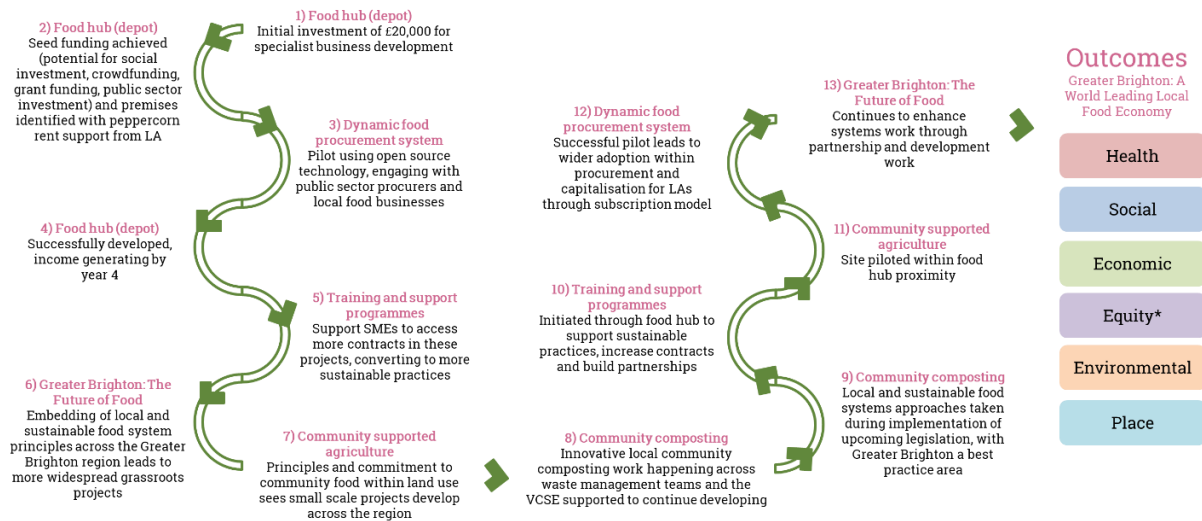 1) Food hub (depot)
Initial investment of £20,000 for
specialist business development
2) Food hub (depot)
Seed funding achieved
(potential for social
investment, crowdfunding,
grant funding, public sector
investment) and premises
identified with peppercorn
rent support from LA
3) Dynamic food
procurement system
Pilot using open source
technology, engaging with
public sector procurers and
local food businesses
4) Food hub (depot)
Successfully developed,
income generating by
year 4
5) Training and support
programmes
Support SMEs to access
more contracts in these
projects, converting to more
sustainable practices
6) Greater Brighton: The
Future of Food
Embedding of local and
sustainable food system
principles across the Greater
Brighton region leads to
more widespread grassroots
projects
7) Community supported
agriculture
Principles and commitment to
community food within land use
sees small scale projects develop
across the region
8) Community composting
Innovative local community
composting work happening across
waste management teams and the
VCSE supported to continue developing
9) Community composting
Local and sustainable food
systems approaches taken
during implementation of
upcoming legislation, with
Greater Brighton a best
practice area
10) Training and support
programmes
Initiated through food hub to
support sustainable
practices, increase contracts
and build partnerships
11) Community supported
agriculture
Site piloted within food
hub proximity
12) Dynamic food
procurement system
Successful pilot leads to
wider adoption within
procurement and
capitalisation for LAs
through subscription model
13) Greater Brighton: The
Future of Food
Continues to enhance
systems work through
partnership and development
work
Outcomes
Greater Brighton: A
World Leading Local
Food Economy
Health
Social
Economic
Equity*
Environmental
Place